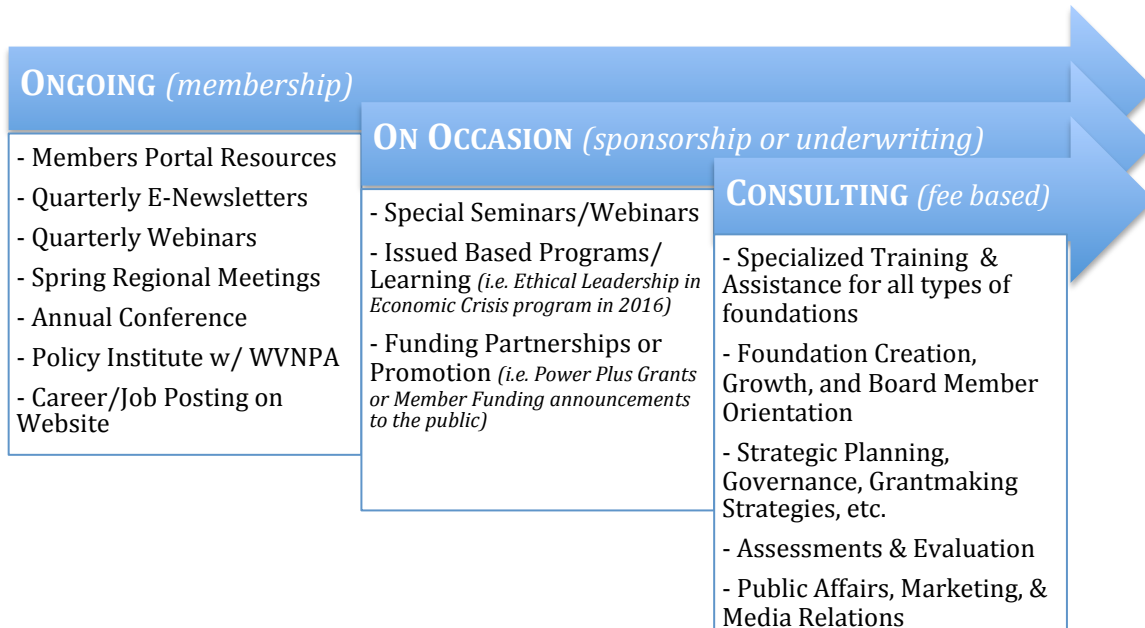 ONGOING (membership)
- Members Portal Resources
- Quarterly E-Newsletters
- Quarterly Webinars
- Spring Regional Meetings
- Annual Conference
- Policy Institute w/ WVNPA
- Career/Job Posting on
Website
ON OCCASION (sponsorship or underwriting)
- Special Seminars/Webinars
- Issued Based Programs/
Learning (i.e. Ethical Leadership in
Economic Crisis program in 2016)
- Funding Partnerships or
Promotion (i.e. Power Plus Grants
or Member Funding announcements
to the public)
CONSULTING (fee based)
- Specialized Training &
Assistance for all types of
foundations
- Foundation Creation,
Growth, and Board Member
Orientation
- Strategic Planning,
Governance, Grantmaking
Strategies, etc.
- Assessments & Evaluation
- Public Affairs, Marketing, &
Media Relations